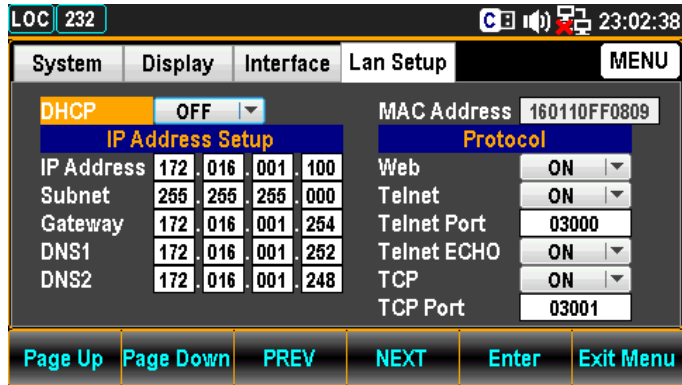 LOC 232 C 23:02:38
System Display Interface Lan Setup MENU
DHCP OFF MAC Address 160110FF0809
IP Address Setup Protocol
IP Address 172.016.001.100 Web ON
Subnet 255.255.255.000 Telnet ON
Gateway 172.016.001.254 Telnet Port 03000
DNS1 172.016.001.252 Telnet ECHO ON
DNS2 172.016.001.248 TCP ON
TCP Port 03001
Page Up Page Down PREV NEXT Enter Exit Menu